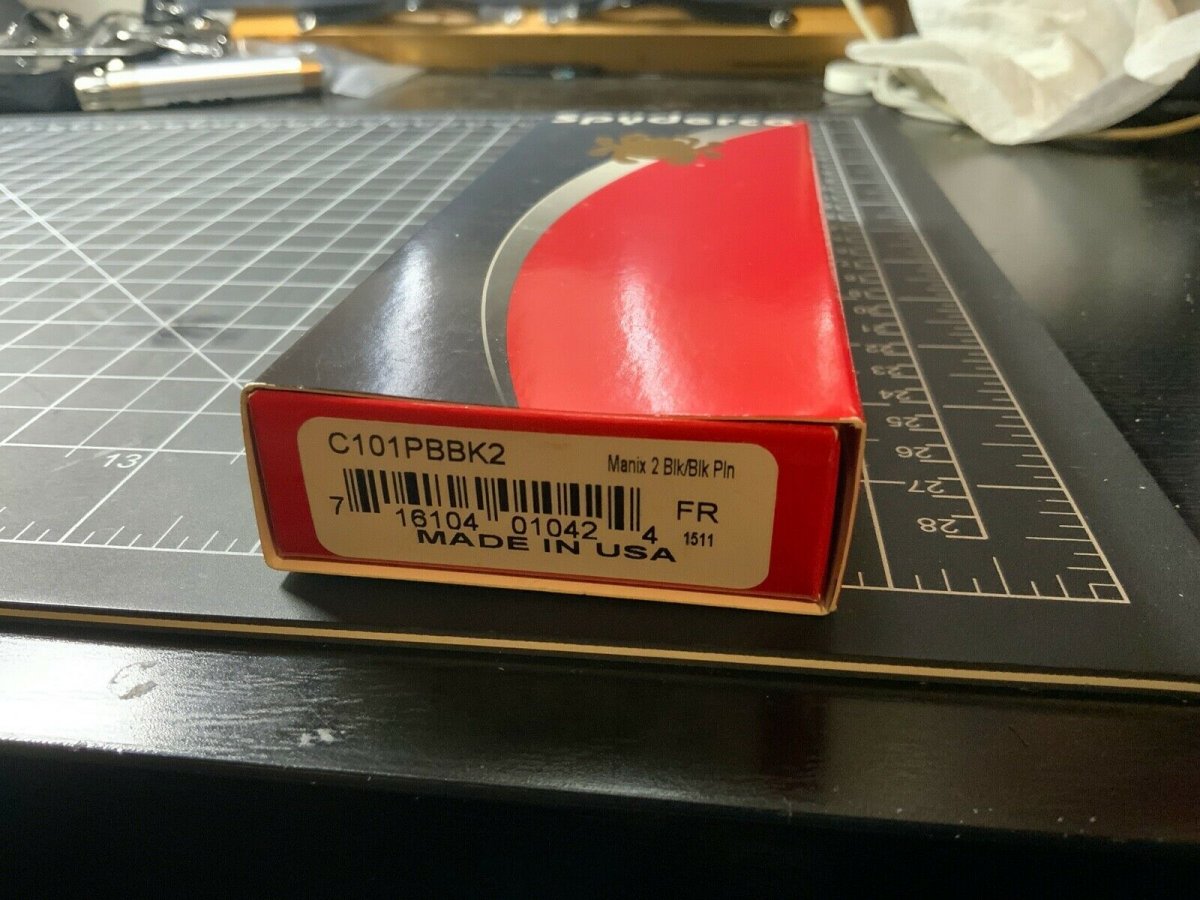 spyderco
C101PBBK2
Manix 2 Blk/Blk Pln
7 16104 01042 4
FR
MADE IN USA
1511
13
24
25
26
27
28